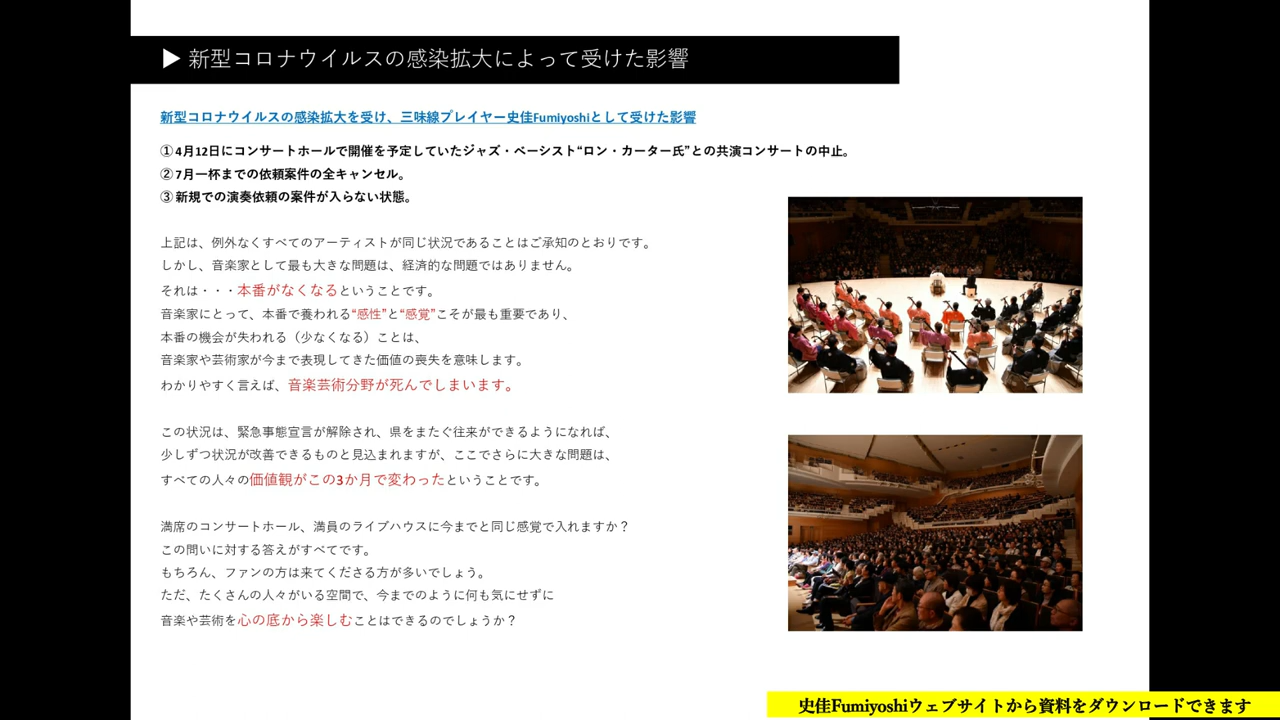 ▶ 新型コロナウイルスの感染拡大によって受けた影響
新型コロナウイルスの感染拡大を受け、三味線プレイヤー史佳Fumiyoshiとして受けた影響
① 4月12日にコンサートホールで開催を予定していたジャズ・ベーシスト“ロン・カーター氏”との共演コンサートの中止。
② 7月一杯までの依頼案件の全キャンセル。
③ 新規での演奏依頼の案件が入らない状態。
上記は、例外なくすべてのアーティストが同じ状況であることはご承知のとおりです。
しかし、音楽家として最も大きな問題は、経済的な問題ではありません。
それは・・・本番がなくなるということです。
音楽家にとって、本番で養われる“感性”と“感覚”こそが最も重要であり、
本番の機会が失われる（少なくなる）ことは、
音楽家や芸術家が今まで表現してきた価値の喪失を意味します。
わかりやすく言えば、音楽芸術分野が死んでしまいます。
この状況は、緊急事態宣言が解除され、県をまたぐ往来ができるようになれば、
少しずつ状況が改善できるものと見込まれますが、ここでさらに大きな問題は、
すべての人々の価値観がこの3か月で変わったということです。
満席のコンサートホール、満員のライブハウスに今までと同じ感覚で入れますか？
この問いに対する答えがすべてです。
もちろん、ファンの方は来てくださる方が多いでしょう。
ただ、たくさんの人々がいる空間で、今までのように何も気にせずに
音楽や芸術を心の底から楽しむことはできるのでしょうか？
史佳Fumiyoshiウェブサイトから資料をダウンロードできます